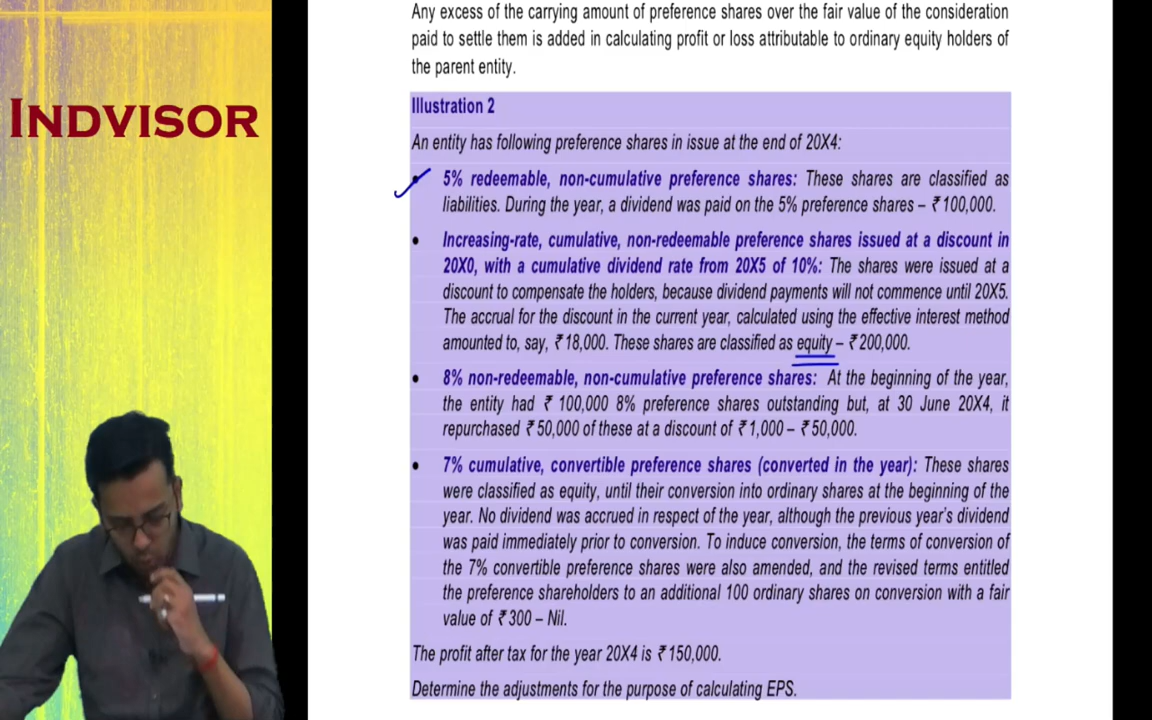 Any excess of the carrying amount of preference shares over the fair value of the consideration
paid to settle them is added in calculating profit or loss attributable to ordinary equity holders of
the parent entity.
INDVISOR
Illustration 2
An entity has following preference shares in issue at the end of 20X4:
• 5% redeemable, non-cumulative preference shares: These shares are classified as
liabilities. During the year, a dividend was paid on the 5% preference shares – ₹ 100,000.
• Increasing-rate, cumulative, non-redeemable preference shares issued at a discount in
20X0, with a cumulative dividend rate from 20X5 of 10%: The shares were issued at a
discount to compensate the holders, because dividend payments will not commence until 20X5.
The accrual for the discount in the current year, calculated using the effective interest method
amounted to, say, ₹ 18,000. These shares are classified as equity – ₹ 200,000.
• 8% non-redeemable, non-cumulative preference shares: At the beginning of the year,
the entity had ₹ 100,000 8% preference shares outstanding but, at 30 June 20X4, it
repurchased ₹ 50,000 of these at a discount of ₹ 1,000 – ₹ 50,000.
• 7% cumulative, convertible preference shares (converted in the year): These shares
were classified as equity, until their conversion into ordinary shares at the beginning of the
year. No dividend was accrued in respect of the year, although the previous year's dividend
was paid immediately prior to conversion. To induce conversion, the terms of conversion of
the 7% convertible preference shares were also amended, and the revised terms entitled
the preference shareholders to an additional 100 ordinary shares on conversion with a fair
value of ₹ 300 – Nil.
The profit after tax for the year 20X4 is ₹ 150,000.
Determine the adjustments for the purpose of calculating EPS.